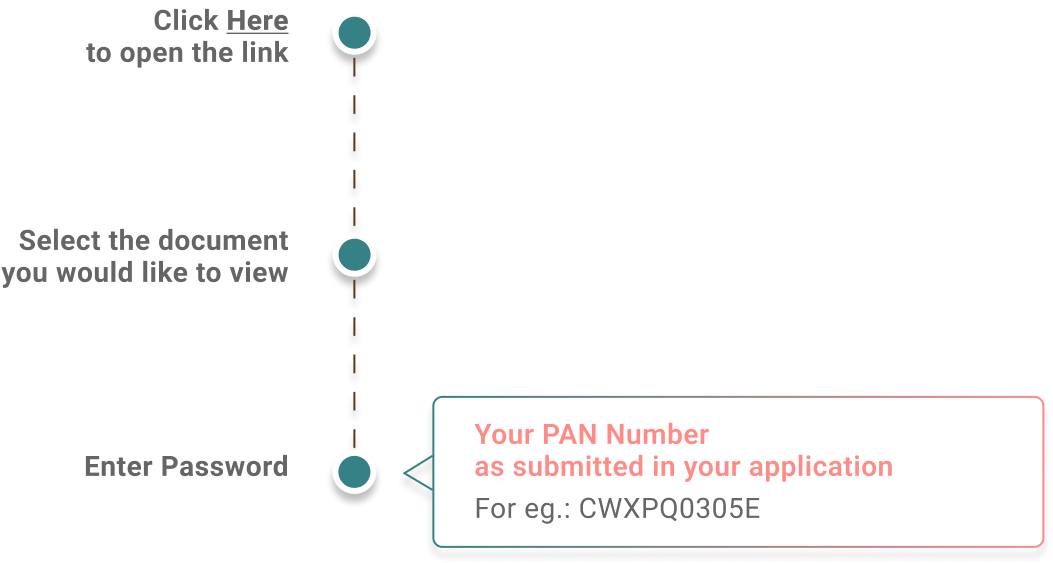 Click Here
to open the link
Select the document
you would like to view
Enter Password
Your PAN Number
as submitted in your application
For eg.: CWXPQ0305E